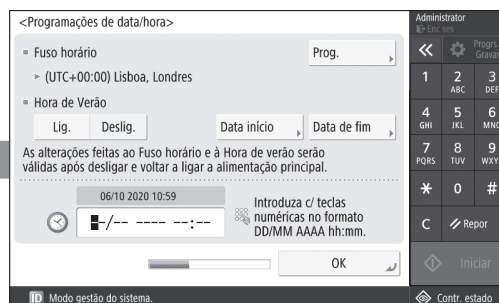 <Programações de data/hora>
Fuso horário
Prog.
(UTC+00:00) Lisboa, Londres
Hora de Verão
Lig.
Deslig.
Data início
Data de fim
As alterações feitas ao Fuso horário e à Hora de verão serão
válidas após desligar e voltar a ligar a alimentação principal.
06/10 2020 10:59
-/-- ---- --:--
Introduza c/ teclas
numéricas no formato
DD/MM AAAA hh:mm.
OK
ID Modo gestão do sistema.
Administrator
Enc ses
Progrs.
Gravar
1 2 3
ABC DEF
4 5 6
GHI JKL MNO
7 8 9
PQRS TUV WXY
* 0 #
C Repor
Iniciar
Contr. estado